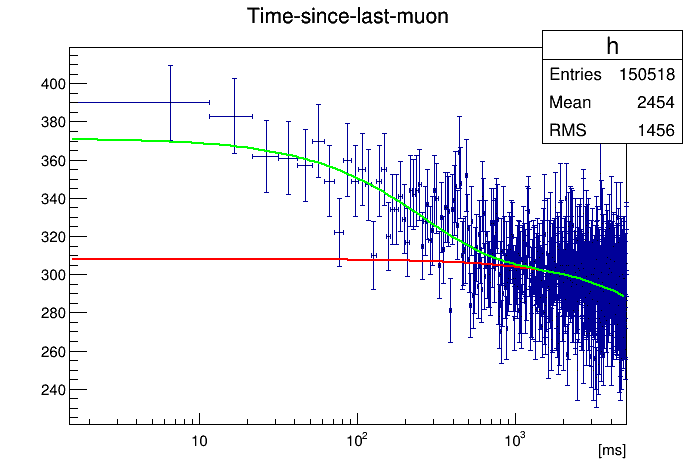 Time-since-last-muon
h
Entries 150518
Mean 2454
RMS 1456
400
380
360
340
320
300
280
260
240
10
10²
10³
[ms]